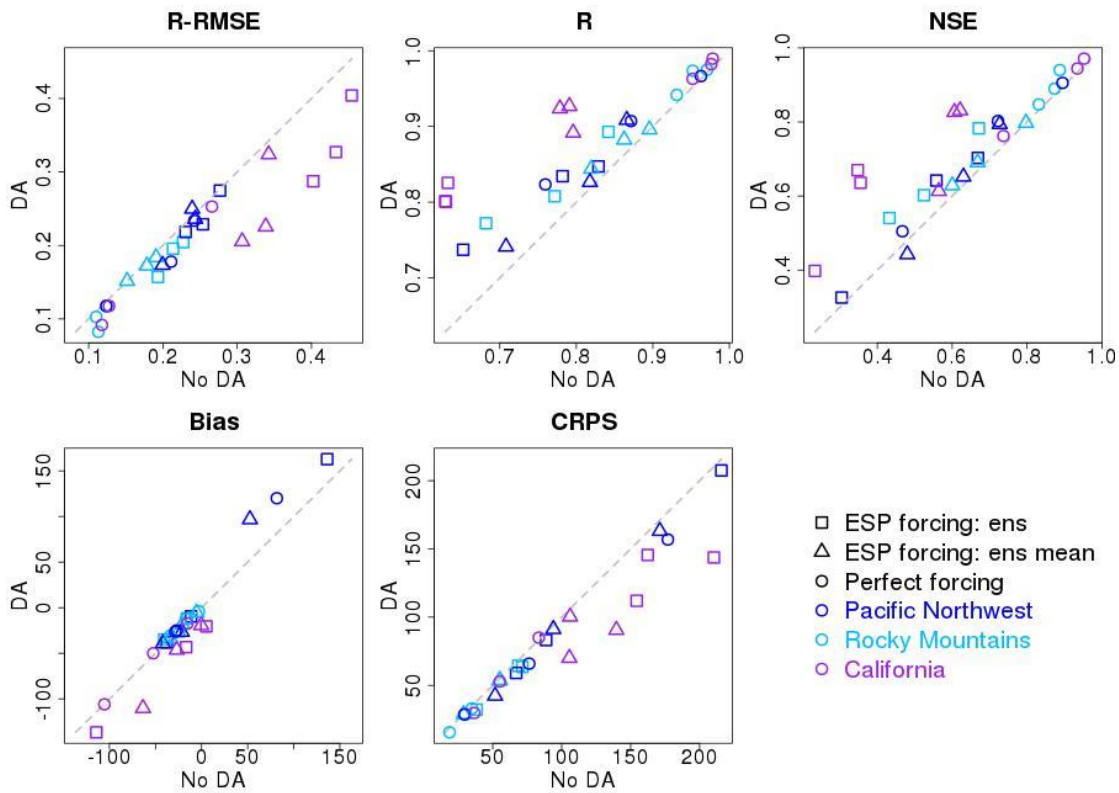 R-RMSE
R
NSE
DA
0.1 0.2 0.3 0.4
0.1 0.2 0.3 0.4
No DA
DA
0.7 0.8 0.9 1.0
0.7 0.8 0.9 1.0
No DA
DA
0.4 0.6 0.8 1.0
0.4 0.6 0.8 1.0
No DA
Bias
CRPS
DA
-100 0 50 150
-100 0 50 150
No DA
DA
50 100 150 200
50 100 150 200
No DA
ESP forcing: ens
ESP forcing: ens mean
Perfect forcing
Pacific Northwest
Rocky Mountains
California